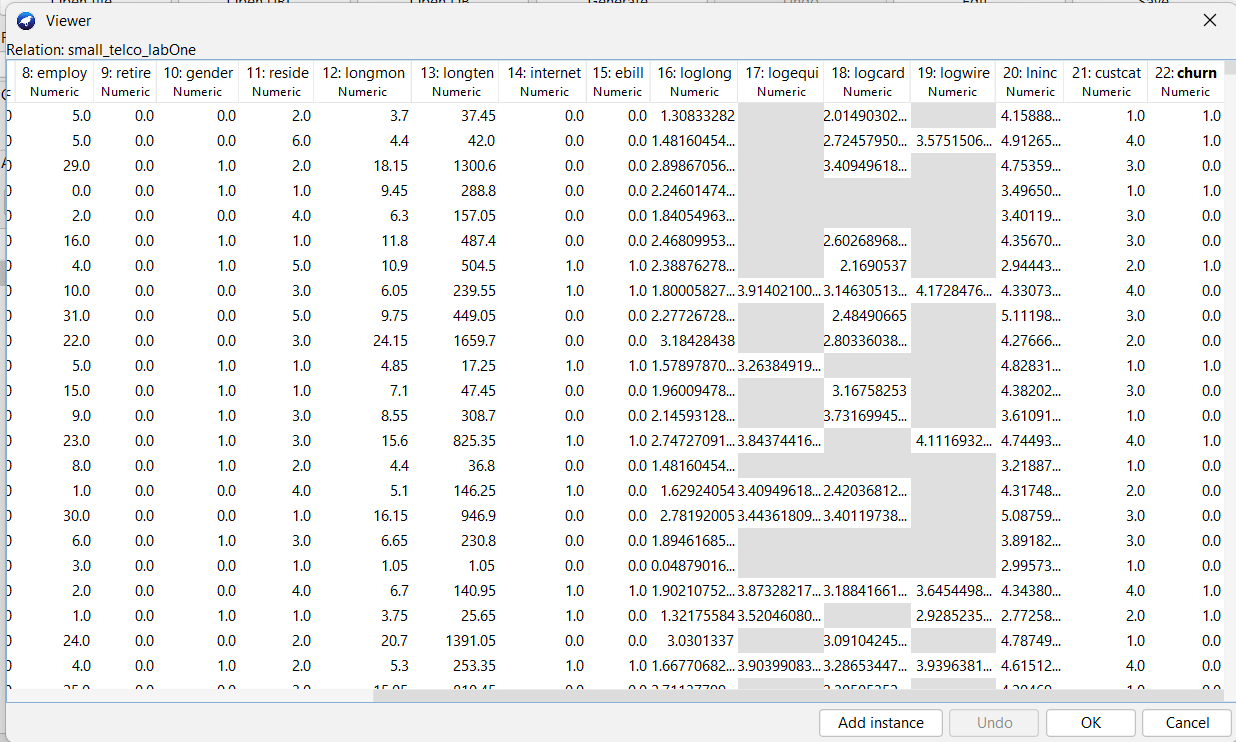 Viewer
Relation: small_telco_labOne
8: employ 9: retire 10: gender 11: reside 12: longmon 13: longten 14: internet 15: ebill 16: loglong 17: logequi 18: logcard 19: logwire 20: lninc 21: custcat 22: churn
Numeric Numeric Numeric Numeric Numeric Numeric Numeric Numeric Numeric Numeric Numeric Numeric Numeric Numeric Numeric
5.0 0.0 0.0 2.0 3.7 37.45 0.0 0.0 1.30833282 2.01490302... 4.15888... 1.0 1.0
5.0 0.0 0.0 6.0 4.4 42.0 0.0 0.0 1.48160454... 2.72457950... 3.5751506... 4.91265... 4.0 1.0
29.0 0.0 1.0 2.0 18.15 1300.6 0.0 0.0 2.89867056... 3.40949618... 4.75359... 3.0 0.0
0.0 0.0 1.0 1.0 9.45 288.8 0.0 0.0 2.24601474... 3.49650... 1.0 1.0
2.0 0.0 0.0 4.0 6.3 157.05 0.0 0.0 1.84054963... 3.40119... 3.0 0.0
16.0 0.0 1.0 1.0 11.8 487.4 0.0 0.0 2.46809953... 2.60268968... 4.35670... 3.0 0.0
4.0 0.0 1.0 5.0 10.9 504.5 1.0 1.0 2.38876278... 2.1690537 2.94443... 2.0 1.0
10.0 0.0 0.0 3.0 6.05 239.55 1.0 1.0 1.80005827... 3.91402100... 3.14630513... 4.1728476... 4.33073... 4.0 0.0
31.0 0.0 0.0 5.0 9.75 449.05 0.0 0.0 2.27726728... 2.48490665 5.11198... 3.0 0.0
22.0 0.0 0.0 3.0 24.15 1659.7 0.0 0.0 3.18428438 2.80336038... 4.27666... 2.0 0.0
5.0 0.0 1.0 1.0 4.85 17.25 1.0 1.0 1.57897870... 3.26384919... 4.82831... 1.0 1.0
15.0 0.0 1.0 1.0 7.1 47.45 0.0 0.0 1.96009478... 3.16758253 4.38202... 3.0 0.0
9.0 0.0 1.0 3.0 8.55 308.7 0.0 0.0 2.14593128... 3.73169945... 3.61091... 1.0 0.0
23.0 0.0 1.0 3.0 15.6 825.35 1.0 1.0 2.74727091... 3.84374416... 4.1116932... 4.74493... 4.0 1.0
8.0 0.0 1.0 2.0 4.4 36.8 0.0 0.0 1.48160454... 3.21887... 1.0 0.0
1.0 0.0 0.0 4.0 5.1 146.25 1.0 0.0 1.62924054 3.40949618... 2.42036812... 4.31748... 2.0 0.0
30.0 0.0 0.0 1.0 16.15 946.9 0.0 0.0 2.78192005 3.44361809... 3.40119738... 5.08759... 3.0 0.0
6.0 0.0 1.0 3.0 6.65 230.8 0.0 0.0 1.89461685... 3.89182... 3.0 0.0
3.0 0.0 0.0 1.0 1.05 1.05 0.0 0.0 0.04879016... 2.99573... 1.0 0.0
2.0 0.0 0.0 4.0 6.7 140.95 1.0 1.0 1.90210752... 3.87328217... 3.18841661... 3.6454498... 4.34380... 4.0 1.0
1.0 0.0 1.0 1.0 3.75 25.65 1.0 0.0 1.32175584 3.52046080... 2.9285235... 2.77258... 2.0 1.0
24.0 0.0 0.0 2.0 20.7 1391.05 0.0 0.0 3.0301337 3.09104245... 4.78749... 1.0 0.0
4.0 0.0 1.0 2.0 5.3 253.35 1.0 1.0 1.66770682... 3.90399083... 3.28653447... 3.9396381... 4.61512... 4.0 0.0
Add instance Undo OK Cancel